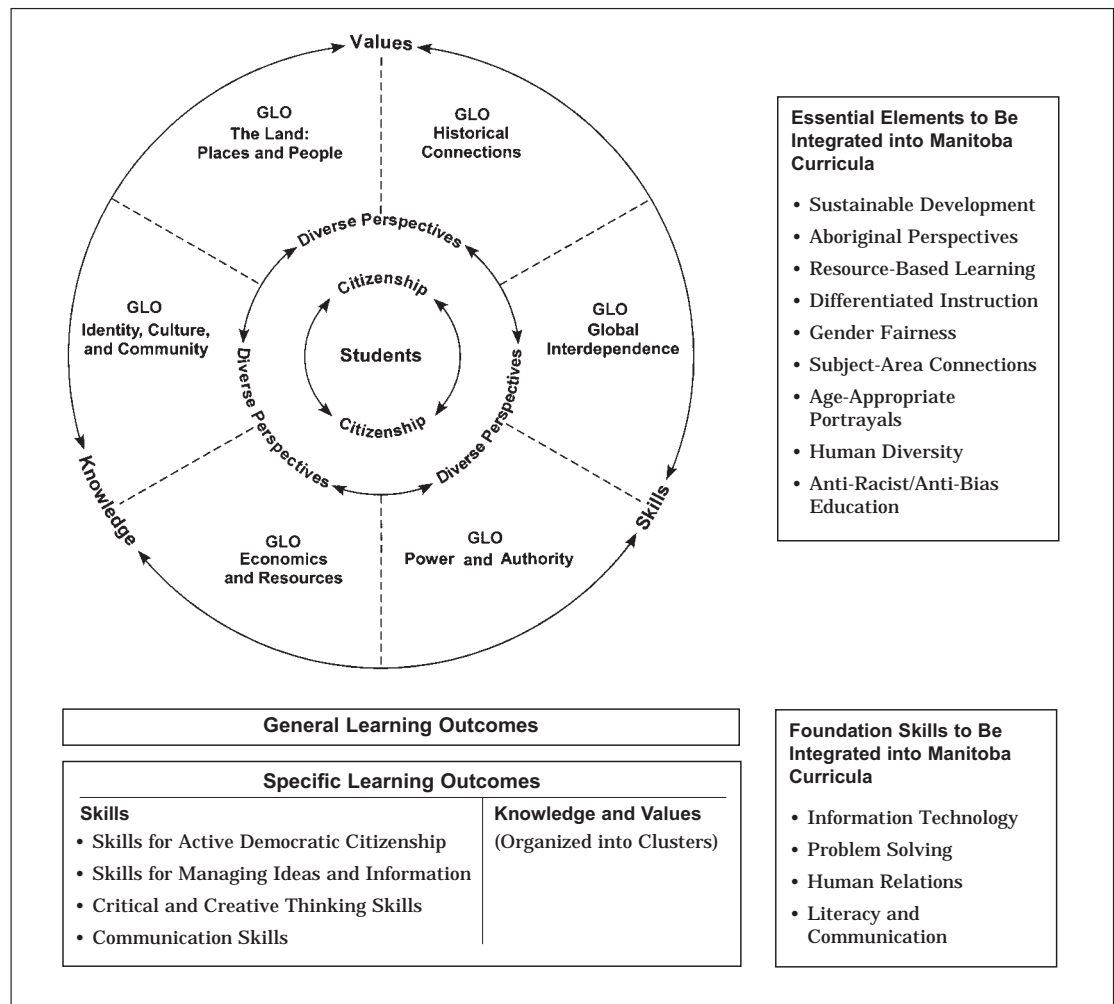 Values
GLO
The Land:
Places and People
GLO
Historical
Connections
Diverse Perspectives
Citizenship
GLO
Identity, Culture,
and Community
Students
GLO
Global
Interdependence
Diverse Perspectives
Diverse Perspectives
Citizenship
Knowledge
Skills
GLO
Economics
and Resources
GLO
Power and Authority
Essential Elements to Be
Integrated into Manitoba
Curricula
• Sustainable Development
• Aboriginal Perspectives
• Resource-Based Learning
• Differentiated Instruction
• Gender Fairness
• Subject-Area Connections
• Age-Appropriate
Portrayals
• Human Diversity
• Anti-Racist/Anti-Bias
Education
General Learning Outcomes
Specific Learning Outcomes
Skills
• Skills for Active Democratic Citizenship
• Skills for Managing Ideas and Information
• Critical and Creative Thinking Skills
• Communication Skills
Knowledge and Values
(Organized into Clusters)
Foundation Skills to Be
Integrated into Manitoba
Curricula
• Information Technology
• Problem Solving
• Human Relations
• Literacy and
Communication